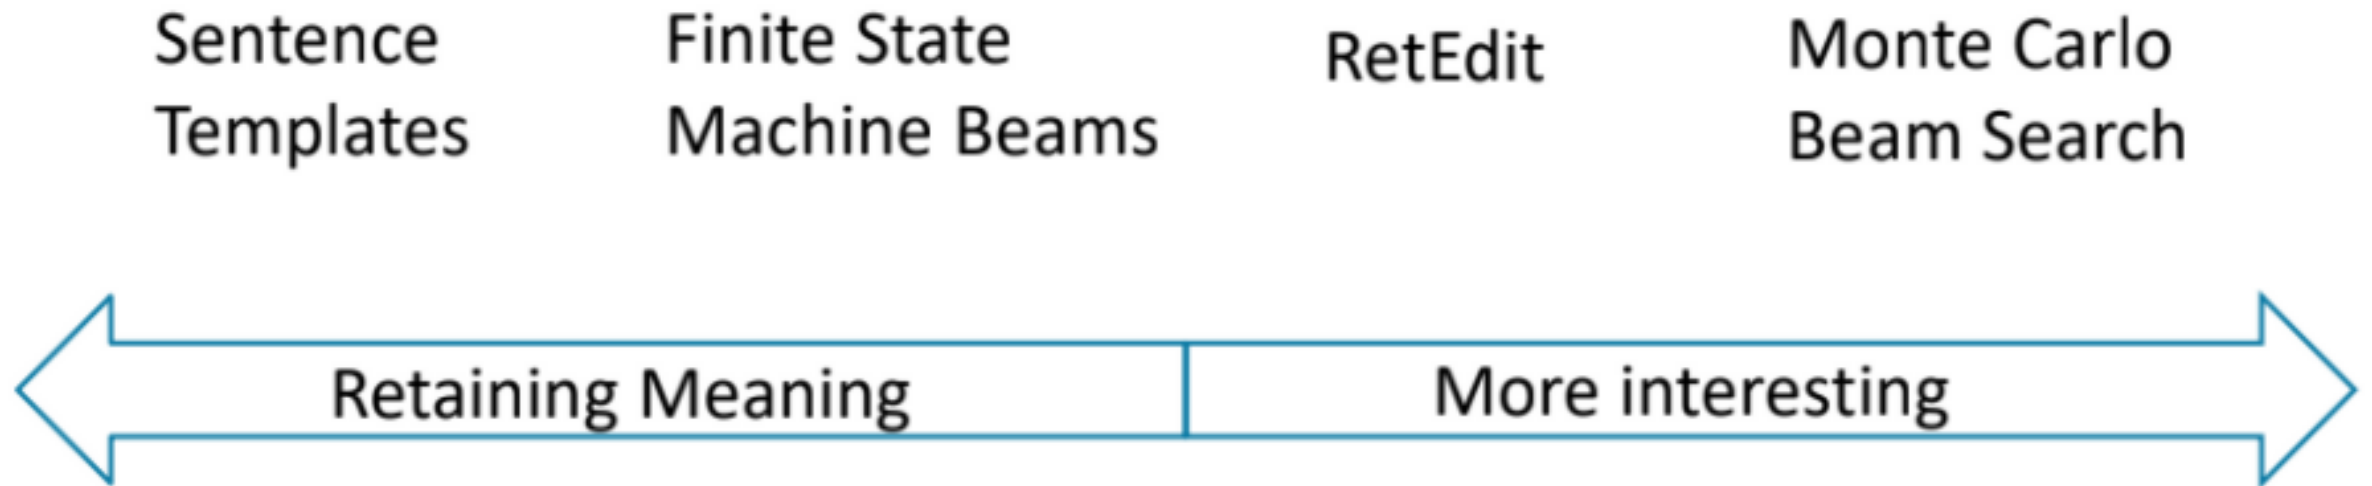 Sentence
Templates
Finite State
Machine Beams
RetEdit
Monte Carlo
Beam Search
Retaining Meaning
More interesting